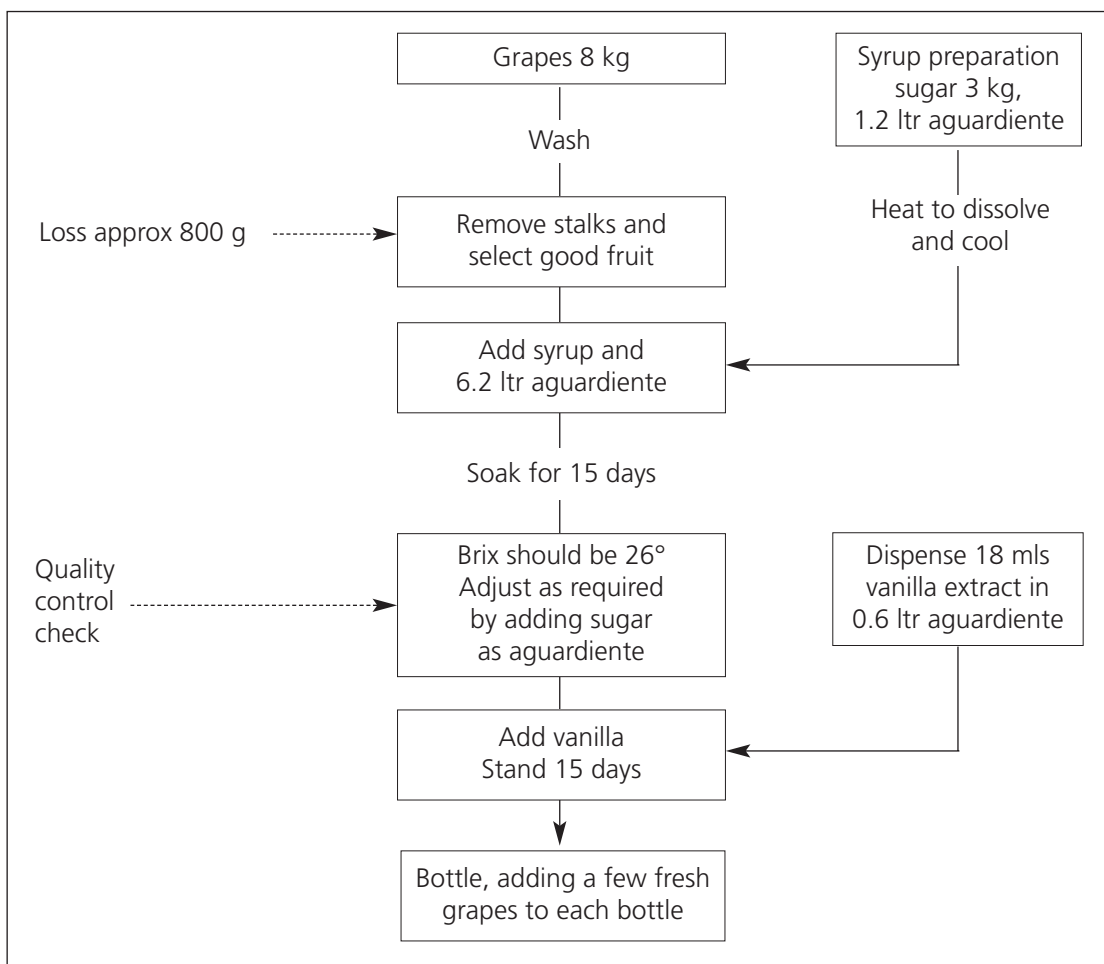 Grapes 8 kg
Syrup preparation
sugar 3 kg,
1.2 ltr aguardiente
Wash
Heat to dissolve
and cool
Loss approx 800 g
Remove stalks and
select good fruit
Add syrup and
6.2 ltr aguardiente
Soak for 15 days
Quality
control
check
Brix should be 26°
Adjust as required
by adding sugar
as aguardiente
Dispense 18 mls
vanilla extract in
0.6 ltr aguardiente
Add vanilla
Stand 15 days
Bottle, adding a few fresh
grapes to each bottle